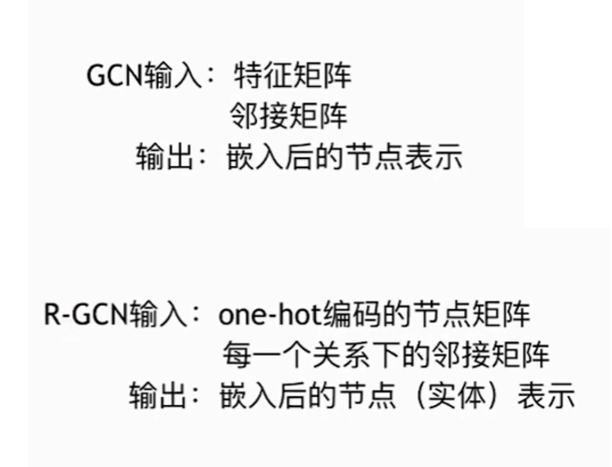 GCN输入：特征矩阵
邻接矩阵
输出：嵌入后的节点表示
R-GCN输入：one-hot编码的节点矩阵
每一个关系下的邻接矩阵
输出：嵌入后的节点（实体）表示